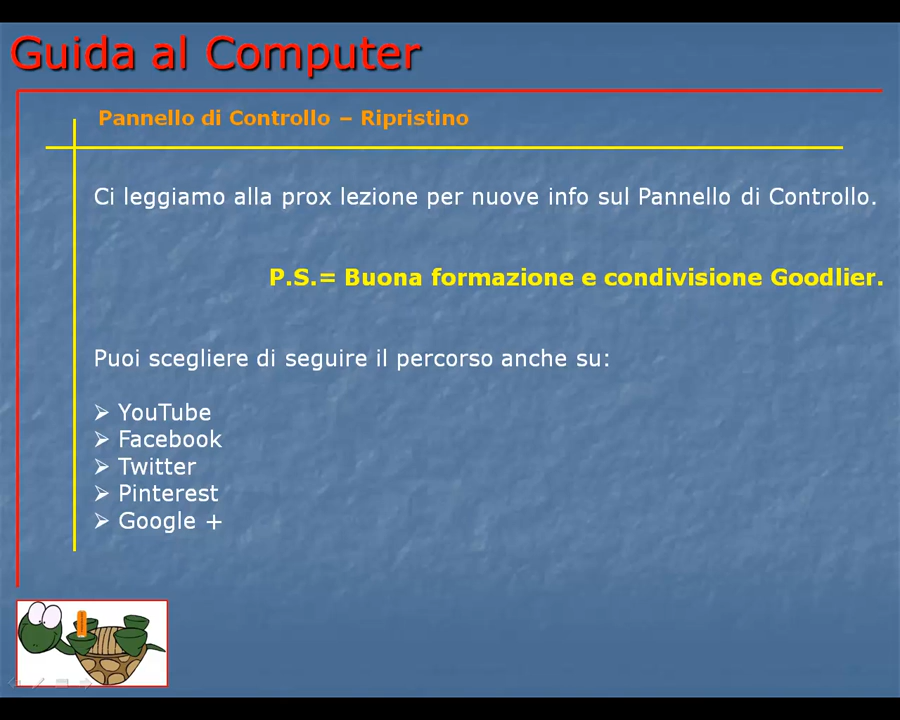 Guida al Computer
Pannello di Controllo – Ripristino
Ci leggiamo alla prox lezione per nuove info sul Pannello di Controllo.
P.S.= Buona formazione e condivisione Goodlier.
Puoi scegliere di seguire il percorso anche su:
➢ YouTube
➢ Facebook
➢ Twitter
➢ Pinterest
➢ Google +